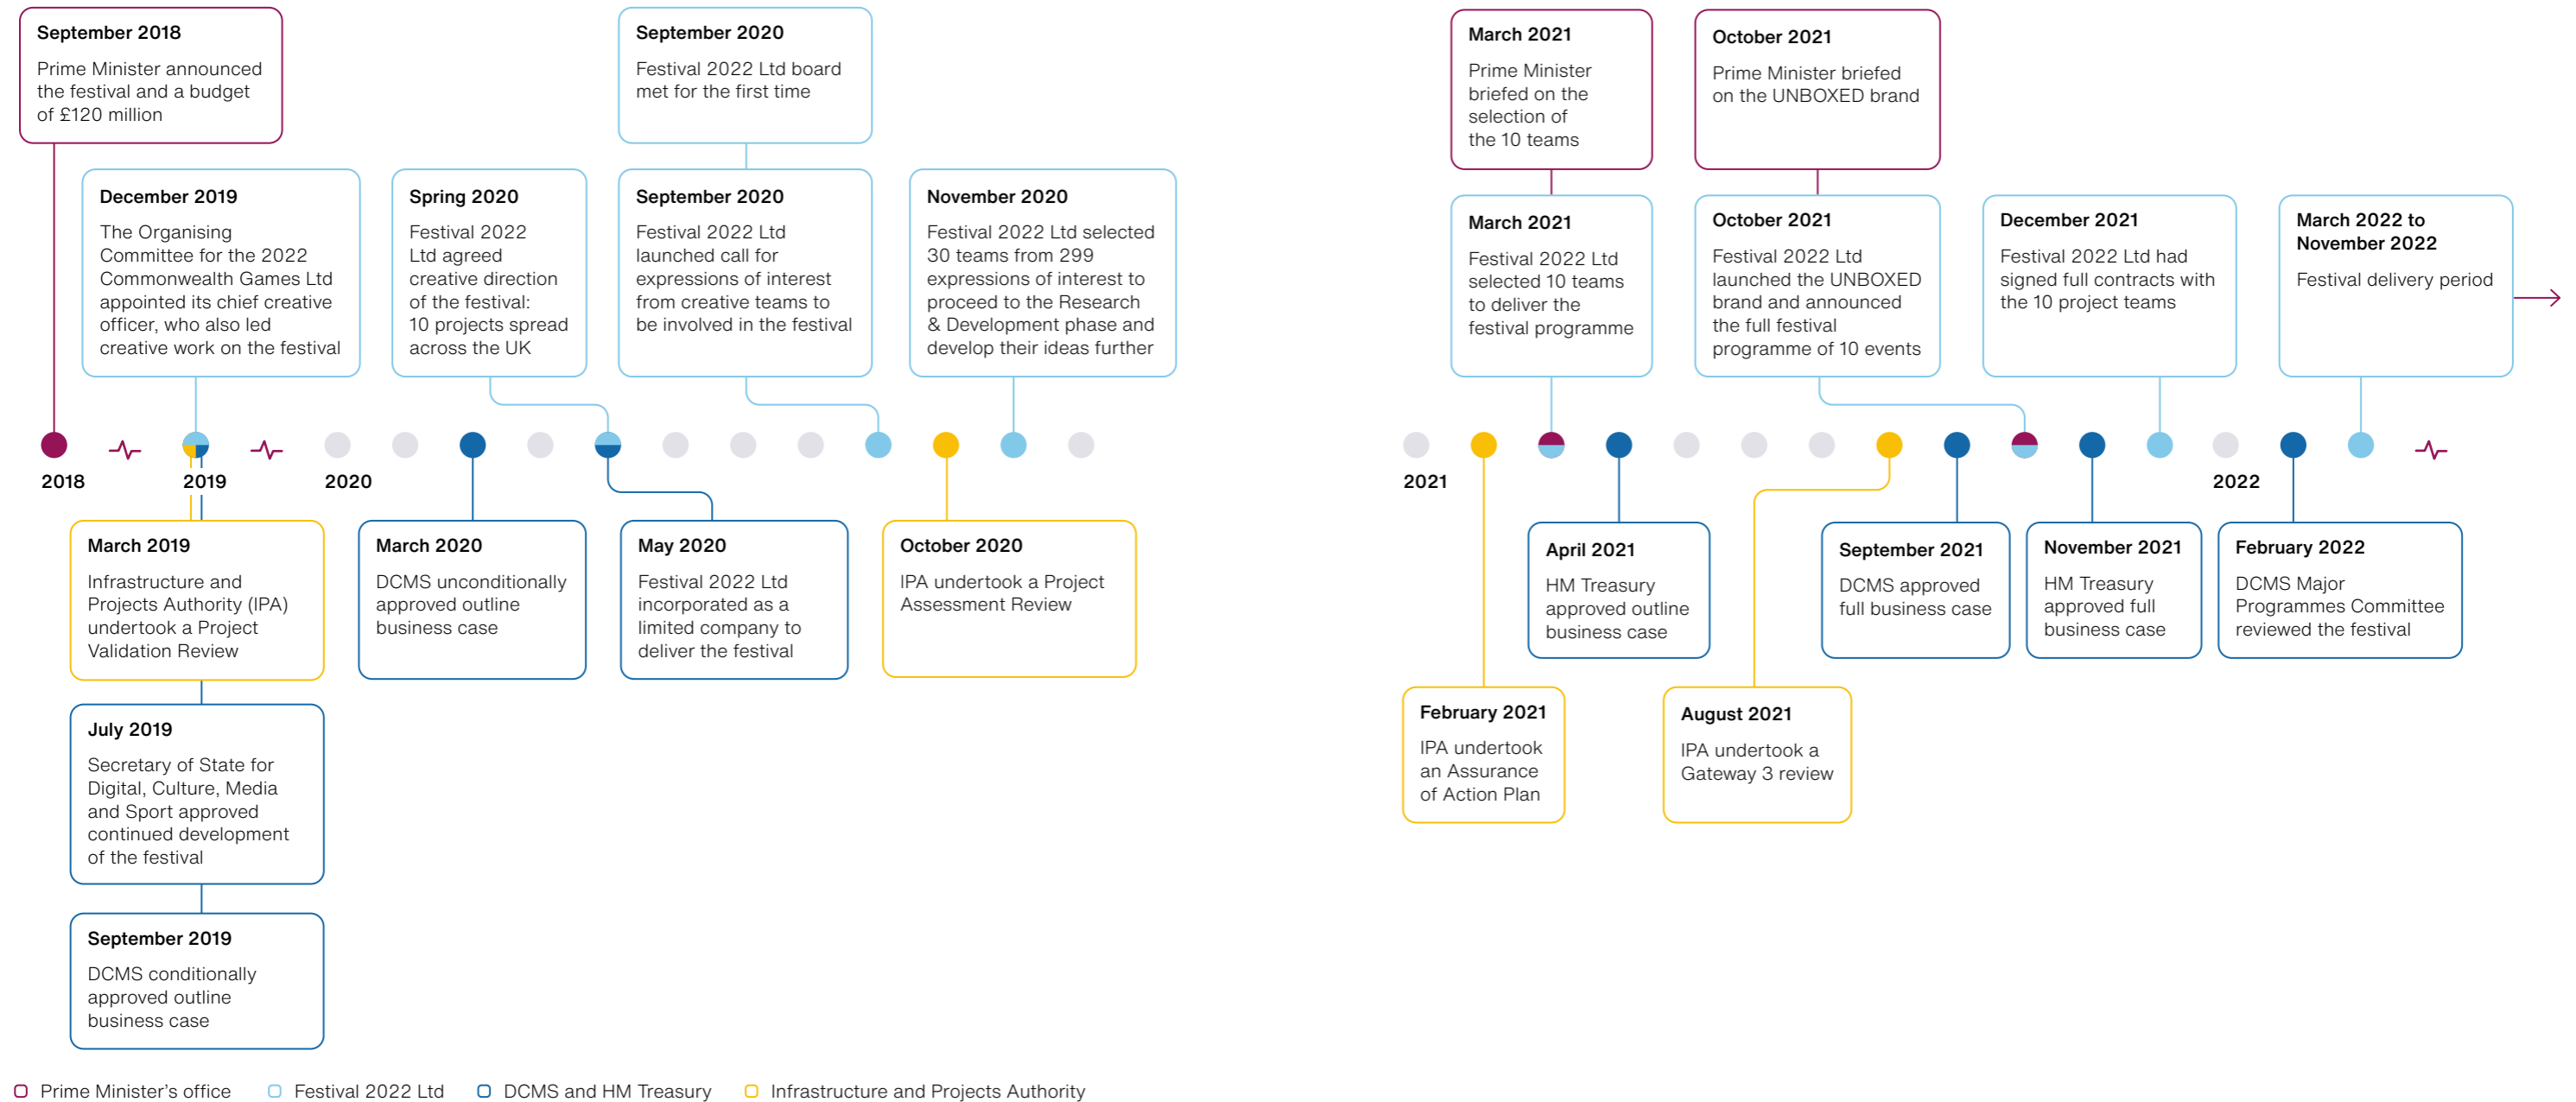 September 2018
Prime Minister announced
the festival and a budget
of £120 million
September 2020
Festival 2022 Ltd board
met for the first time
March 2021
Prime Minister
briefed on the
selection of
the 10 teams
October 2021
Prime Minister briefed
on the UNBOXED brand
December 2019
The Organising
Committee for the 2022
Commonwealth Games Ltd
appointed its chief creative
officer, who also led
creative work on the festival
Spring 2020
Festival 2022
Ltd agreed
creative direction
of the festival:
10 projects spread
across the UK
September 2020
Festival 2022 Ltd
launched call for
expressions of interest
from creative teams to
be involved in the festival
November 2020
Festival 2022 Ltd selected
30 teams from 299
expressions of interest to
proceed to the Research
& Development phase and
develop their ideas further
March 2021
Festival 2022 Ltd
selected 10 teams
to deliver the
festival programme
October 2021
Festival 2022 Ltd
launched the UNBOXED
brand and announced
the full festival
programme of 10 events
December 2021
Festival 2022 Ltd had
signed full contracts with
the 10 project teams
March 2022 to
November 2022
Festival delivery period
2018
2019
2020
2021
2022
March 2019
Infrastructure and
Projects Authority (IPA)
undertook a Project
Validation Review
March 2020
DCMS unconditionally
approved outline
business case
May 2020
Festival 2022 Ltd
incorporated as a
limited company to
deliver the festival
October 2020
IPA undertook a Project
Assessment Review
April 2021
HM Treasury
approved outline
business case
September 2021
DCMS approved
full business case
November 2021
HM Treasury
approved full
business case
February 2022
DCMS Major
Programmes Committee
reviewed the festival
July 2019
Secretary of State for
Digital, Culture, Media
and Sport approved
continued development
of the festival
February 2021
IPA undertook
an Assurance
of Action Plan
August 2021
IPA undertook a
Gateway 3 review
September 2019
DCMS conditionally
approved outline
business case
Prime Minister's office
Festival 2022 Ltd
DCMS and HM Treasury
Infrastructure and Projects Authority